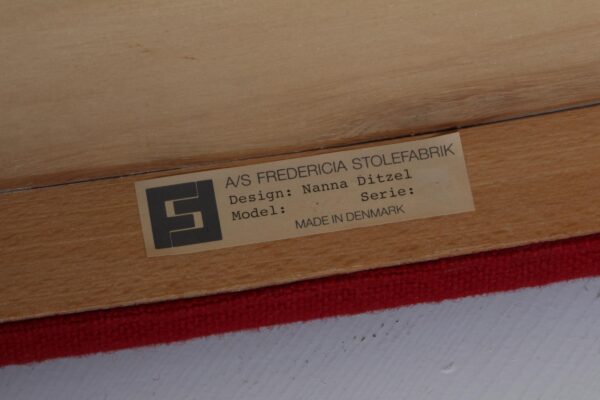 A/S FREDERICIA STOLEFABRIK
Design: Nanna Ditzel
Model: Serie:
MADE IN DENMARK